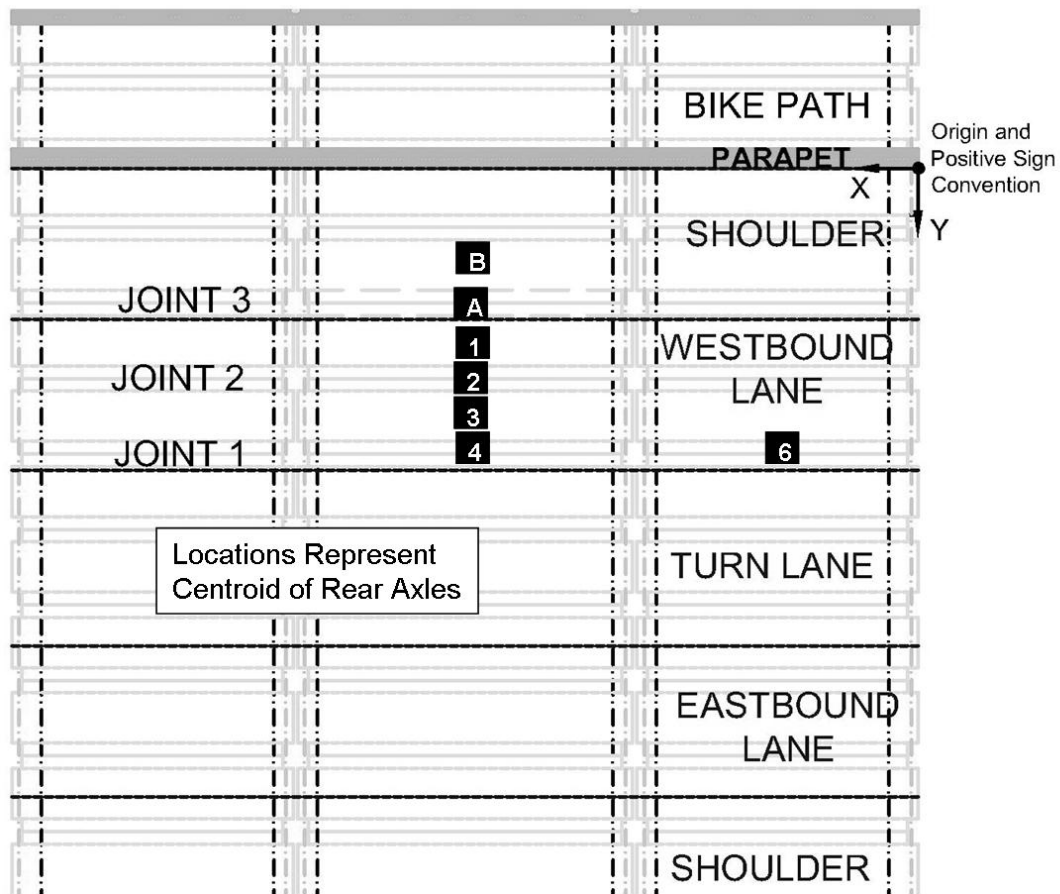 BIKE PATH
Origin and
Positive Sign
Convention
PARAPET
X
Y
SHOULDER
B
JOINT 3
A
1
WESTBOUND
LANE
JOINT 2
2
3
JOINT 1
4
6
Locations Represent
Centroid of Rear Axles
TURN LANE
EASTBOUND
LANE
SHOULDER